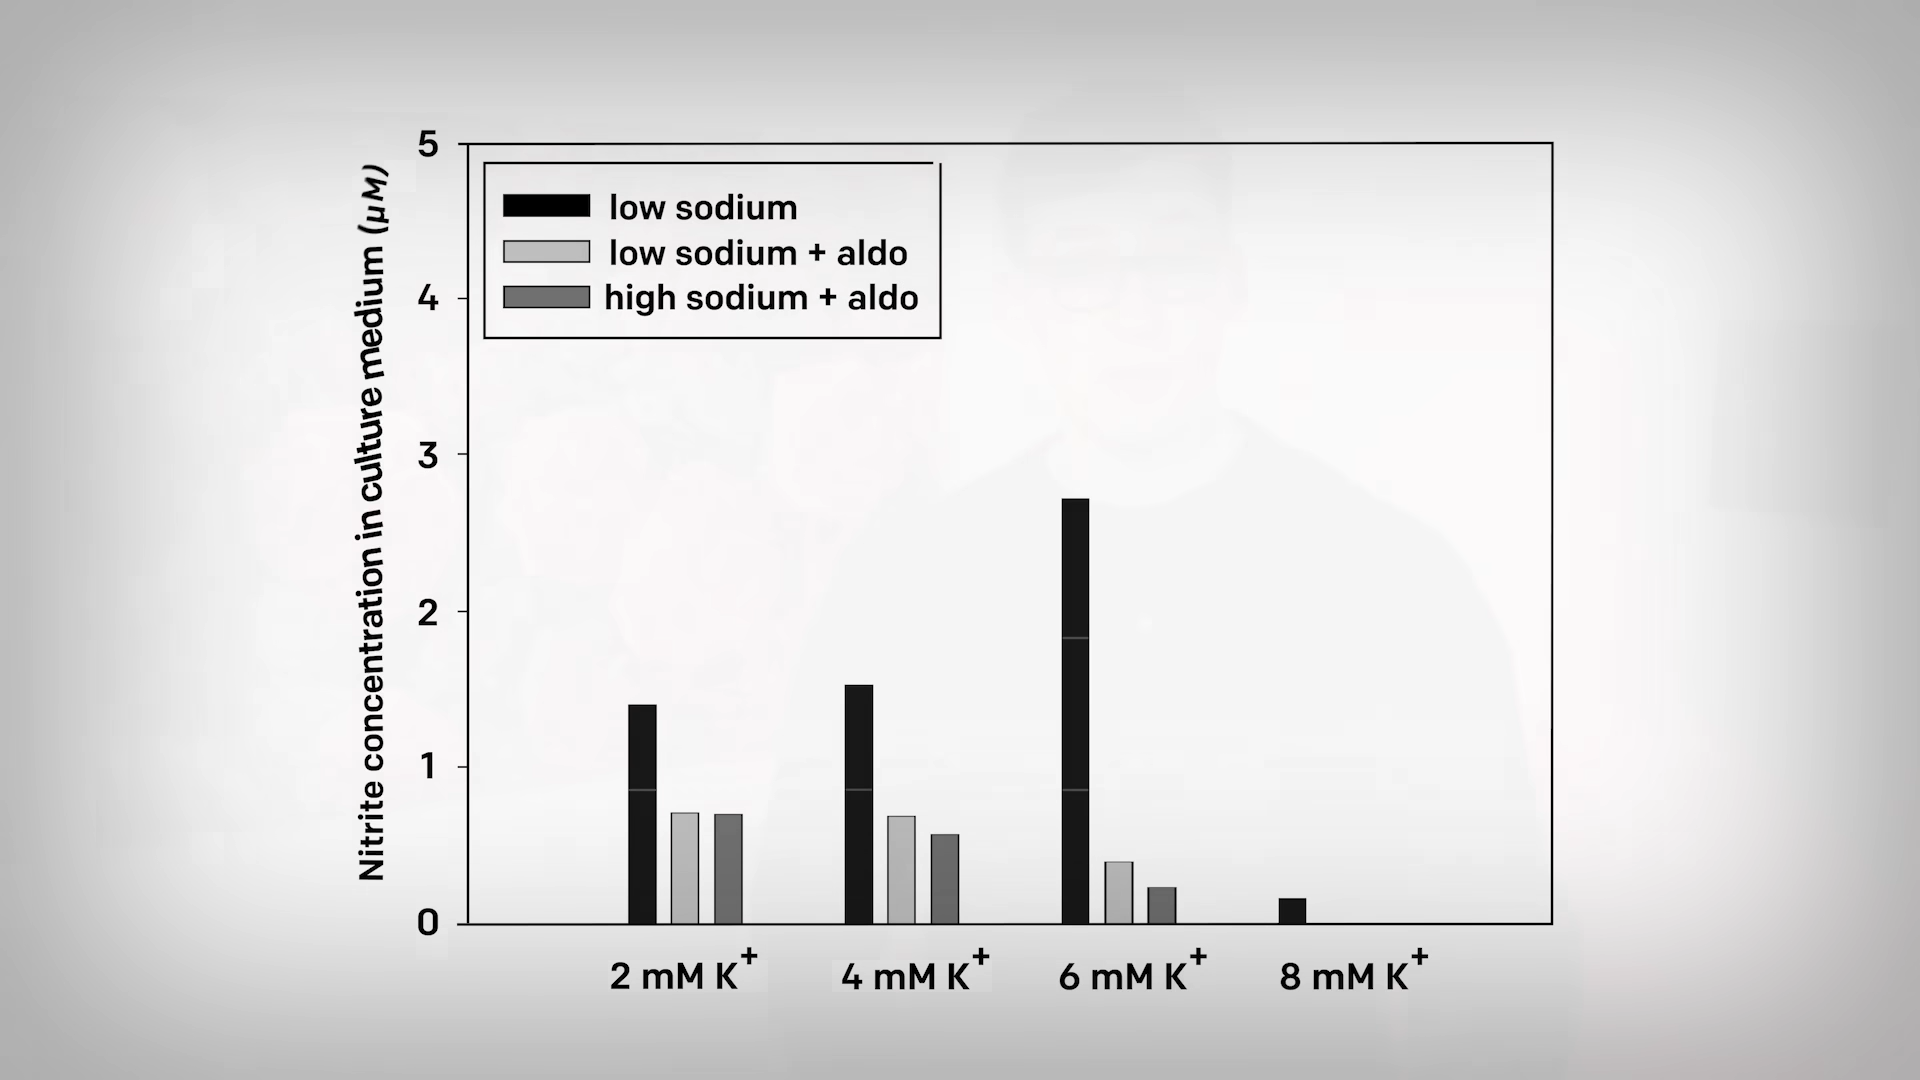 Nitrite concentration in culture medium (μM)
5
4
3
2
1
0
low sodium
low sodium + aldo
high sodium + aldo
2 mM K⁺
4 mM K⁺
6 mM K⁺
8 mM K⁺